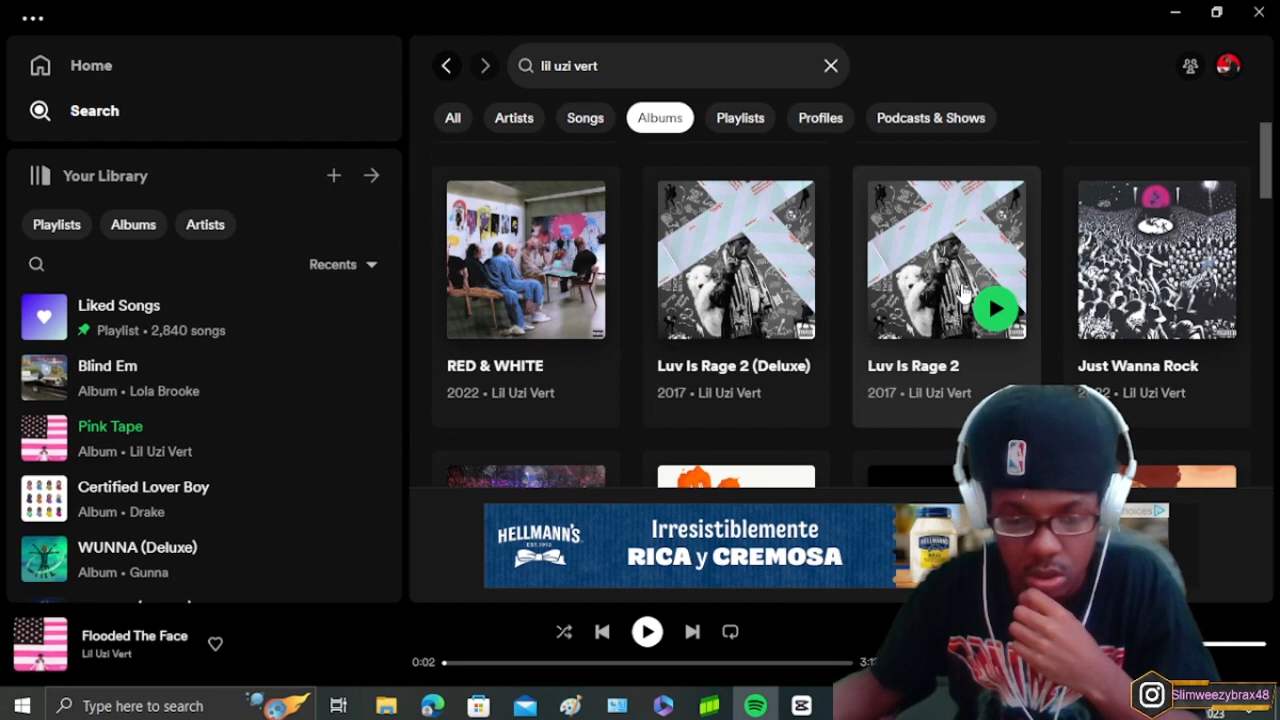 Home
lil uzi vert
Search
All
Artists
Songs
Albums
Playlists
Profiles
Podcasts & Shows
Your Library
Playlists
Albums
Artists
Recents
Liked Songs
Playlist • 2,840 songs
Blind Em
Album • Lola Brooke
Pink Tape
Album • Lil Uzi Vert
Certified Lover Boy
Album • Drake
WUNNA (Deluxe)
Album • Gunna
RED & WHITE
2022 • Lil Uzi Vert
Luv Is Rage 2 (Deluxe)
2017 • Lil Uzi Vert
Luv Is Rage 2
2017 • Lil Uzi Vert
Just Wanna Rock
Lil Uzi Vert
HELLMANN'S
EST. 1913
Irresistiblemente
RICA y CREMOSA
Flooded The Face
Lil Uzi Vert
0:02
Type here to search
Slimweezybrax48